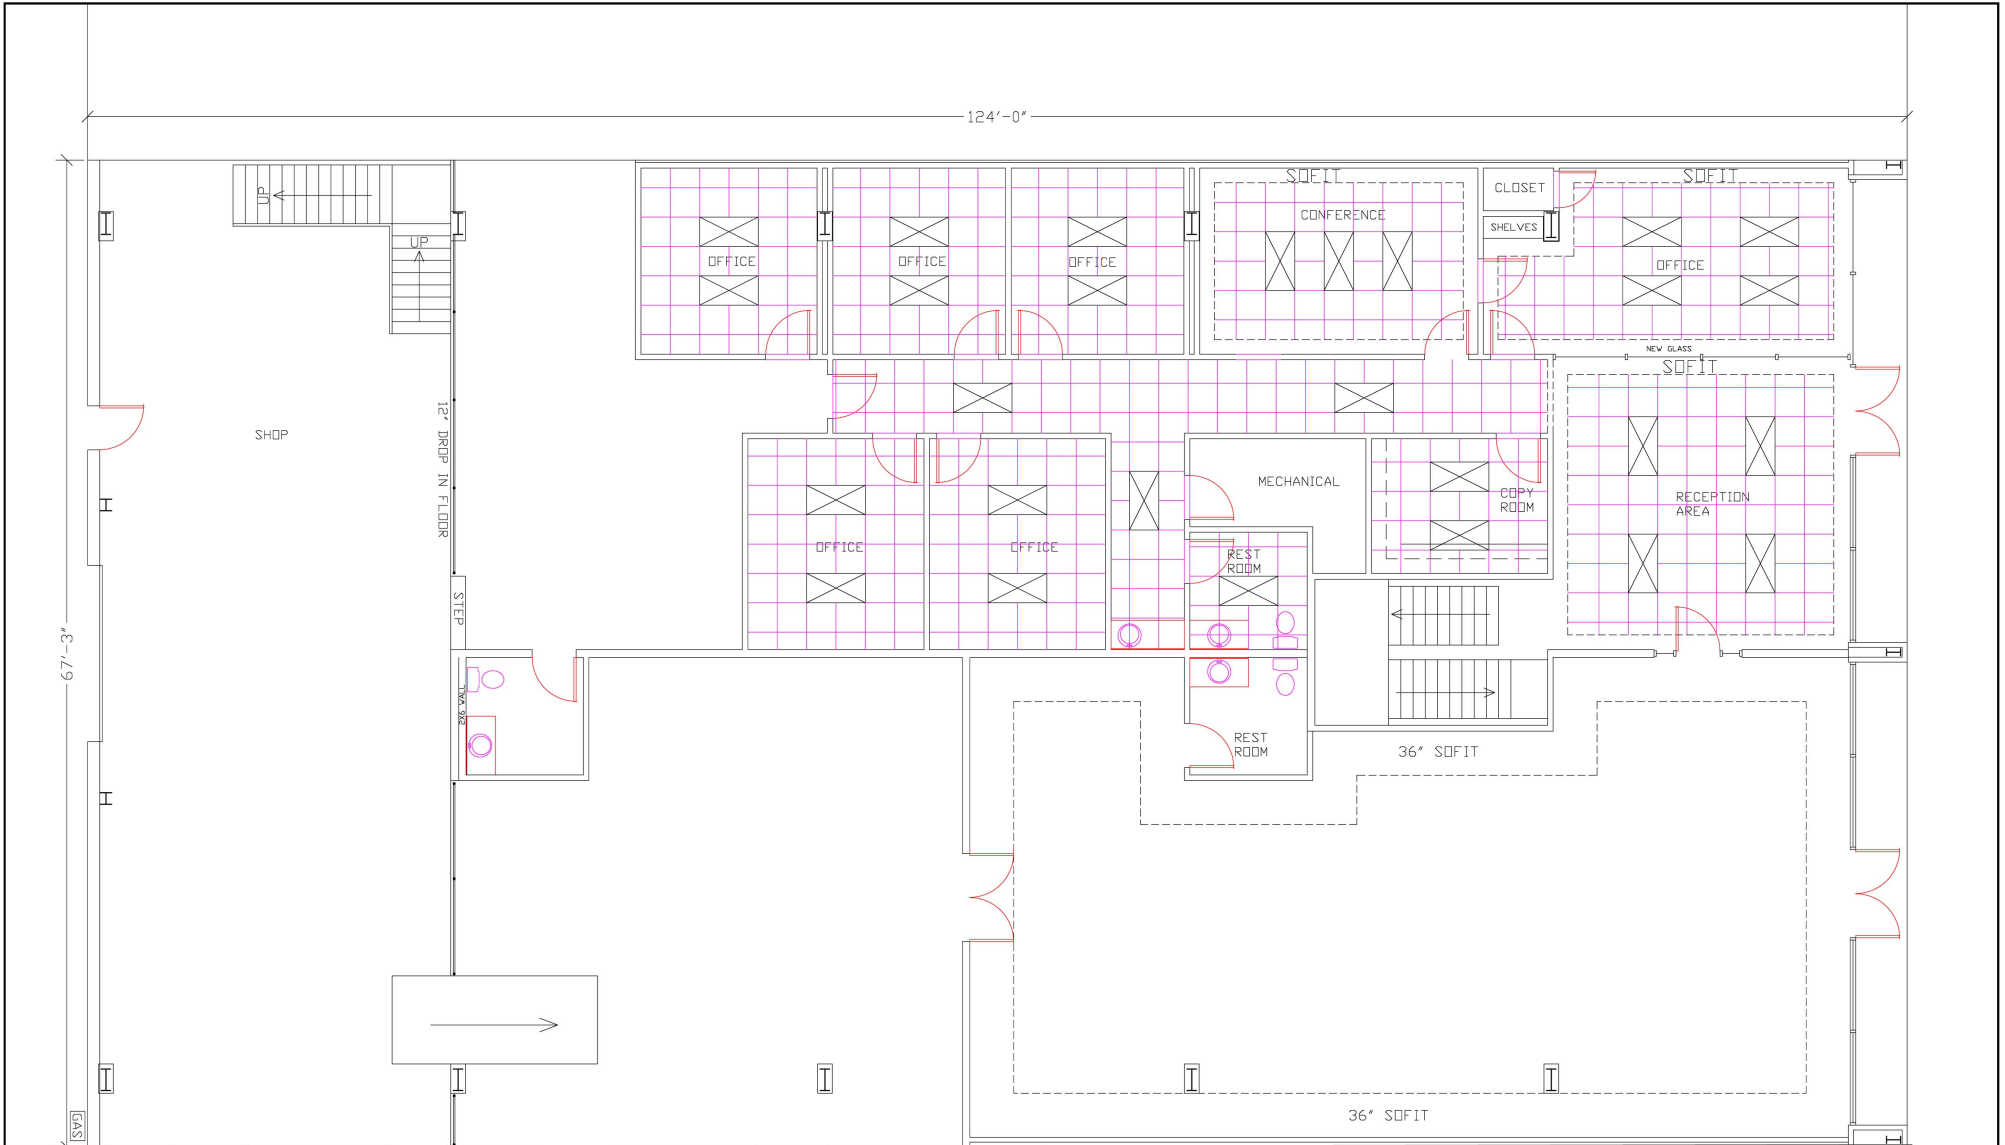 124'-0"
UP
UP
SOFIT
SOFIT
CLOSET
CONFERENCE
SHELVES
OFFICE
OFFICE
OFFICE
OFFICE
NEW GLASS
SOFIT
SHOP
12" DROP IN FLOOR
MECHANICAL
COPY
ROOM
RECEPTION
AREA
OFFICE
OFFICE
REST
ROOM
STEP
67'-3"
WALL
REST
ROOM
36" SOFIT
GAS
36" SOFIT